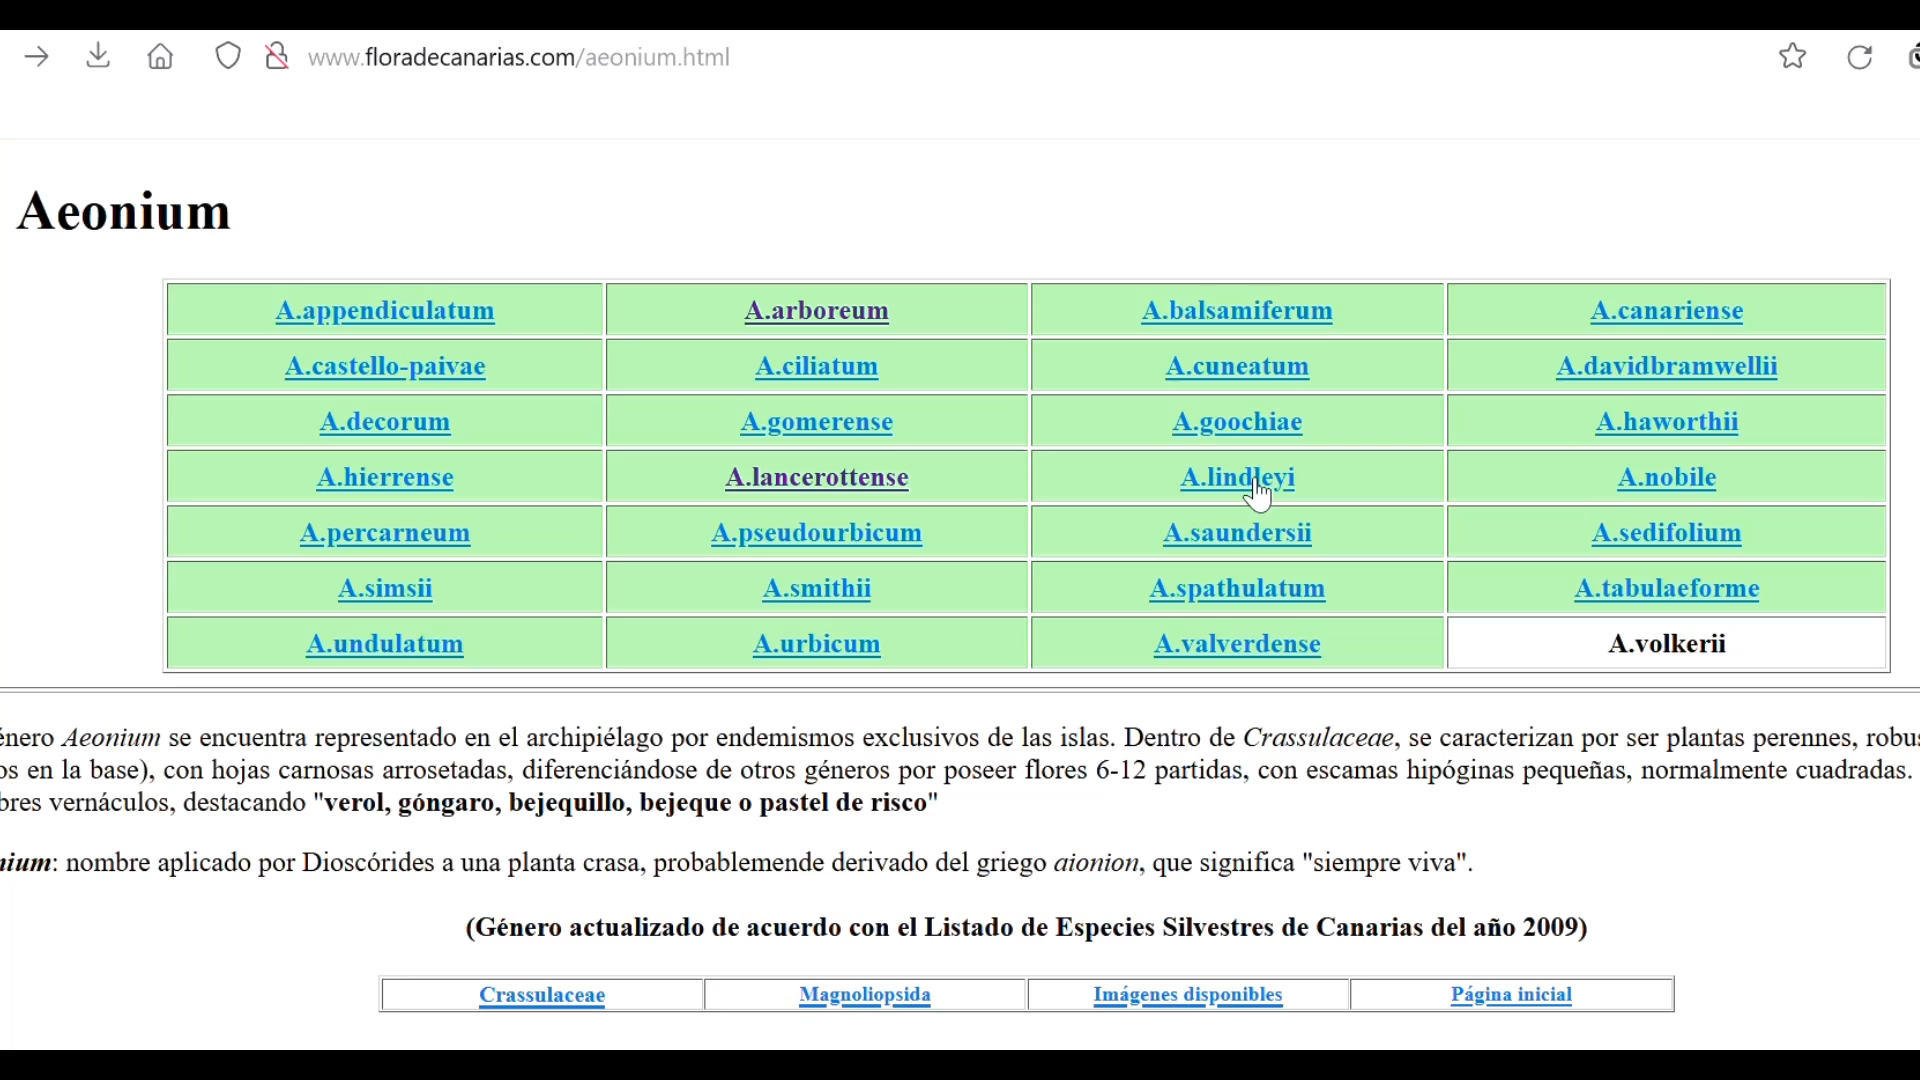 www.floradecanarias.com/aeonium.html
Aeonium
A.appendiculatum A.arboreum A.balsamiferum A.canariense
A.castello-paivae A.ciliatum A.cuneatum A.davidbramwellii
A.decorum A.gomerense A.goochiae A.haworthii
A.hierrense A.lancerottense A.lindleyi A.nobile
A.percarneum A.pseudourbicum A.saundersii A.sedifolium
A.simsii A.smithii A.spathulatum A.tabulaeforme
A.undulatum A.urbicum A.valverdense A.volkerii
énero Aeonium se encuentra representado en el archipiélago por endemismos exclusivos de las islas. Dentro de Crassulaceae, se caracterizan por ser plantas perennes, robus
os en la base), con hojas carnosas arrosetadas, diferenciándose de otros géneros por poseer flores 6-12 partidas, con escamas hipóginas pequeñas, normalmente cuadradas.
bres vernáculos, destacando "verol, góngaro, bejequillo, bejeque o pastel de risco"
nium: nombre aplicado por Dioscórides a una planta crasa, probablemende derivado del griego aionion, que significa "siempre viva".
(Género actualizado de acuerdo con el Listado de Especies Silvestres de Canarias del año 2009)
Crassulaceae Magnoliopsida Imágenes disponibles Página inicial